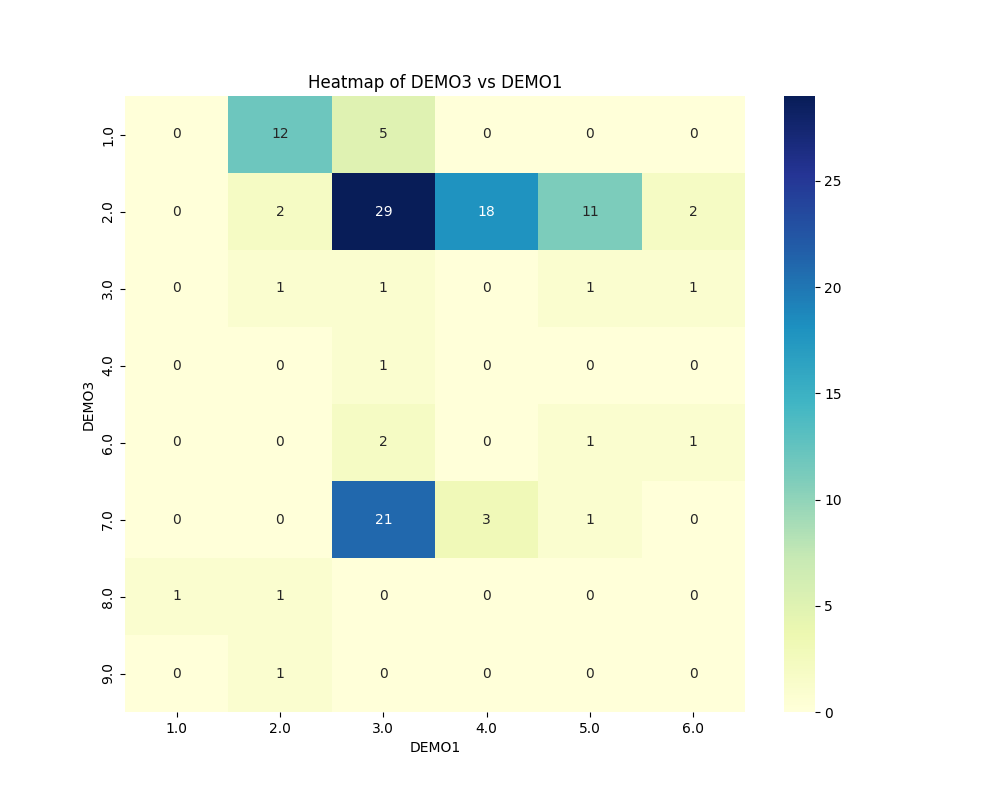 Heatmap of DEMO3 vs DEMO1
1.0 0 12 5 0 0 0
2.0 0 2 29 18 11 2
3.0 0 1 1 0 1 1
4.0 0 0 1 0 0 0
6.0 0 0 2 0 1 1
7.0 0 0 21 3 1 0
8.0 1 1 0 0 0 0
9.0 0 1 0 0 0 0
DEMO3
1.0 2.0 3.0 4.0 5.0 6.0
DEMO1
25
20
15
10
5
0